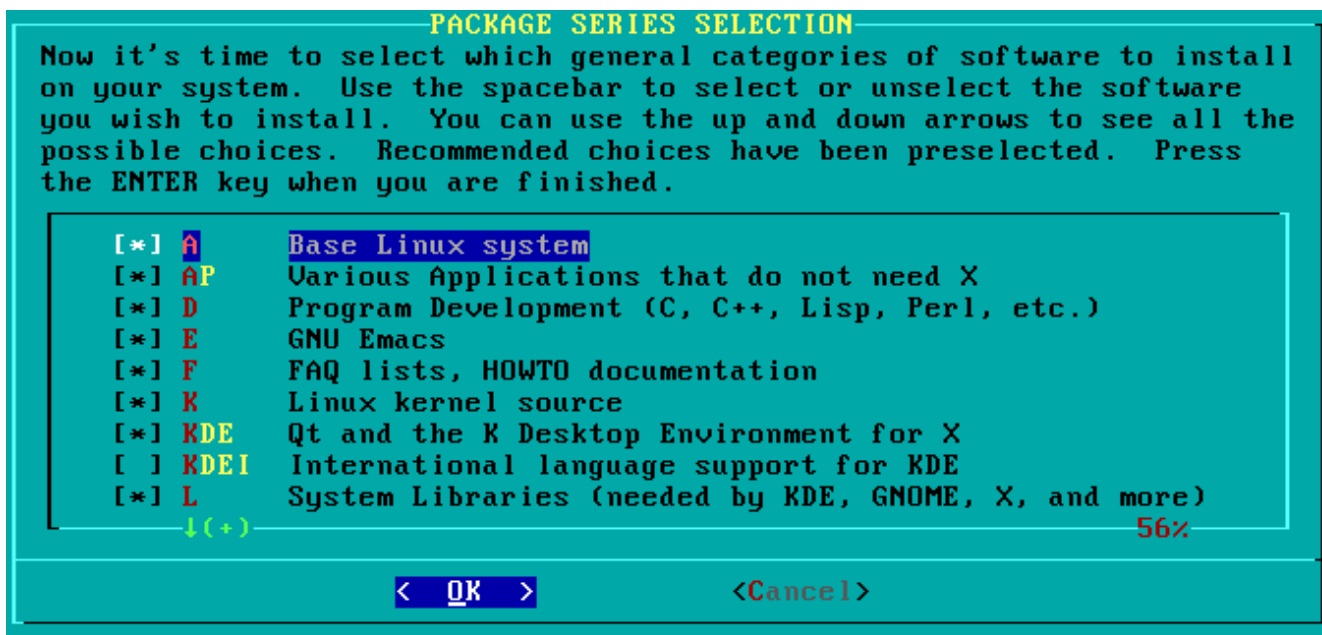 PACKAGE SERIES SELECTION
Now it's time to select which general categories of software to install
on your system.  Use the spacebar to select or unselect the software
you wish to install.  You can use the up and down arrows to see all the
possible choices.  Recommended choices have been preselected.  Press
the ENTER key when you are finished.
[*] A Base Linux system
[*] AP Various Applications that do not need X
[*] D Program Development (C, C++, Lisp, Perl, etc.)
[*] E GNU Emacs
[*] F FAQ lists, HOWTO documentation
[*] K Linux kernel source
[*] KDE Qt and the K Desktop Environment for X
[ ] KDEI International language support for KDE
[*] L System Libraries (needed by KDE, GNOME, X, and more)
↓(+) 56%
< OK > <Cancel>